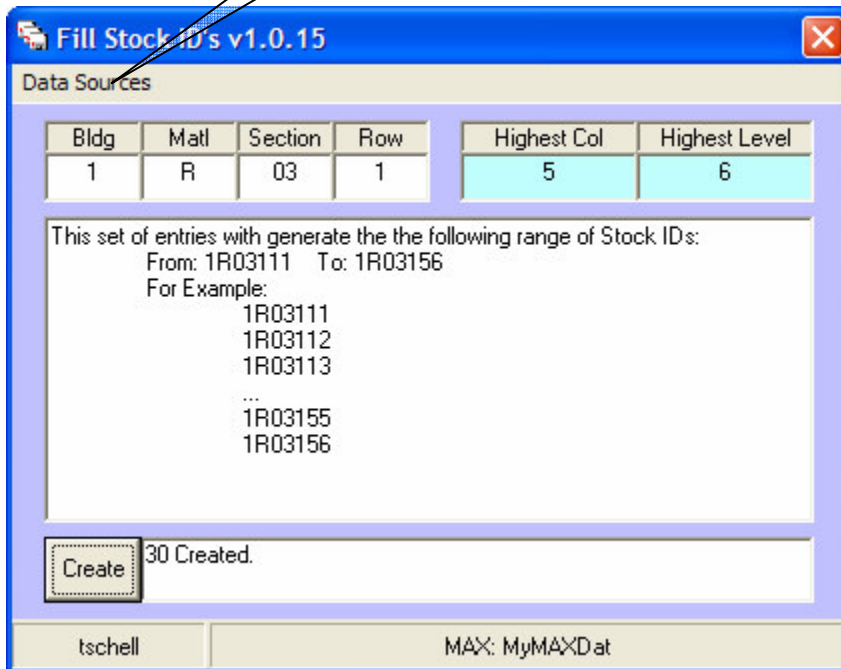 Fill Stock ID's v1.0.15
Data Sources
Bldg Matl Section Row Highest Col Highest Level
1 R 03 1 5 6
This set of entries with generate the the following range of Stock IDs:
From: 1R03111 To: 1R03156
For Example:
1R03111
1R03112
1R03113
...
1R03155
1R03156
Create 30 Created.
tschell MAX: MyMAXDat